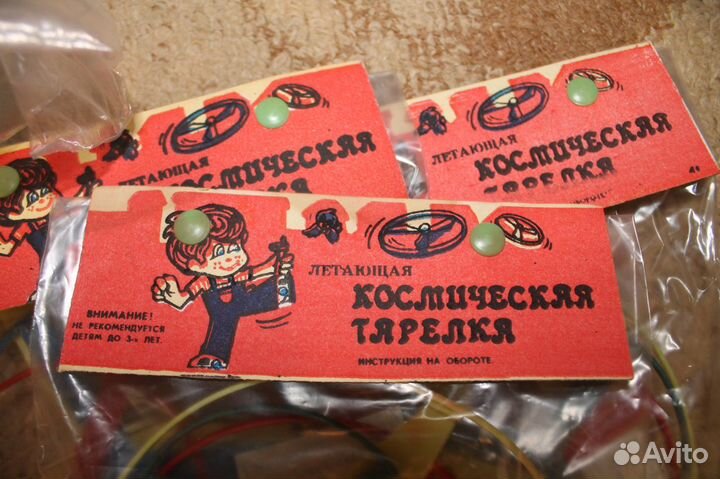 ЛЕТАЮЩАЯ
КОСМИЧЕСКАЯ
ТАРЕЛКА
ЛЕТАЮЩАЯ
КОСМИЧЕСКАЯ
ТАРЕЛКА
ЛЕТАЮЩАЯ
КОСМИЧЕСКАЯ
ТАРЕЛКА
ВНИМАНИЕ!
НЕ РЕКОМЕНДУЕТСЯ
ДЕТЯМ ДО 3-х ЛЕТ.
ИНСТРУКЦИЯ НА ОБОРОТЕ.
Avito